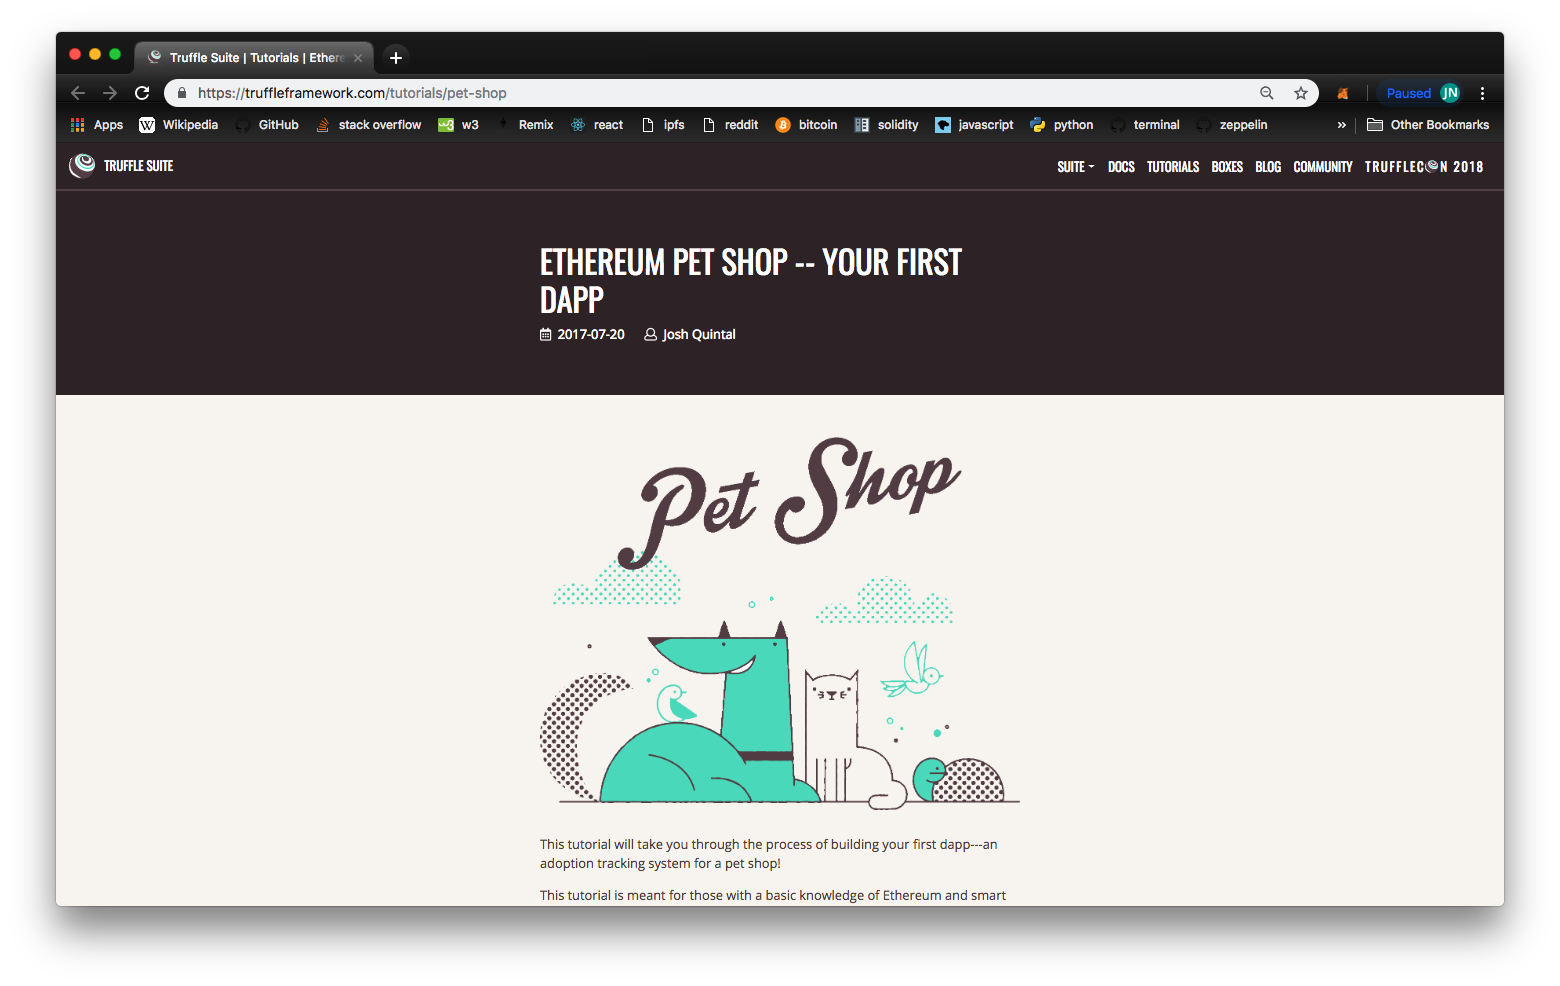 Truffle Suite | Tutorials | Ethere
https://truffleframework.com/tutorials/pet-shop
Paused JN
Apps Wikipedia GitHub stack overflow w3 Remix react ipfs reddit bitcoin solidity javascript python terminal zeppelin » Other Bookmarks
TRUFFLE SUITE
SUITE DOCS TUTORIALS BOXES BLOG COMMUNITY TRUFFLECON 2018
ETHEREUM PET SHOP -- YOUR FIRST
DAPP
2017-07-20 Josh Quintal
Pet Shop
This tutorial will take you through the process of building your first dapp---an
adoption tracking system for a pet shop!
This tutorial is meant for those with a basic knowledge of Ethereum and smart